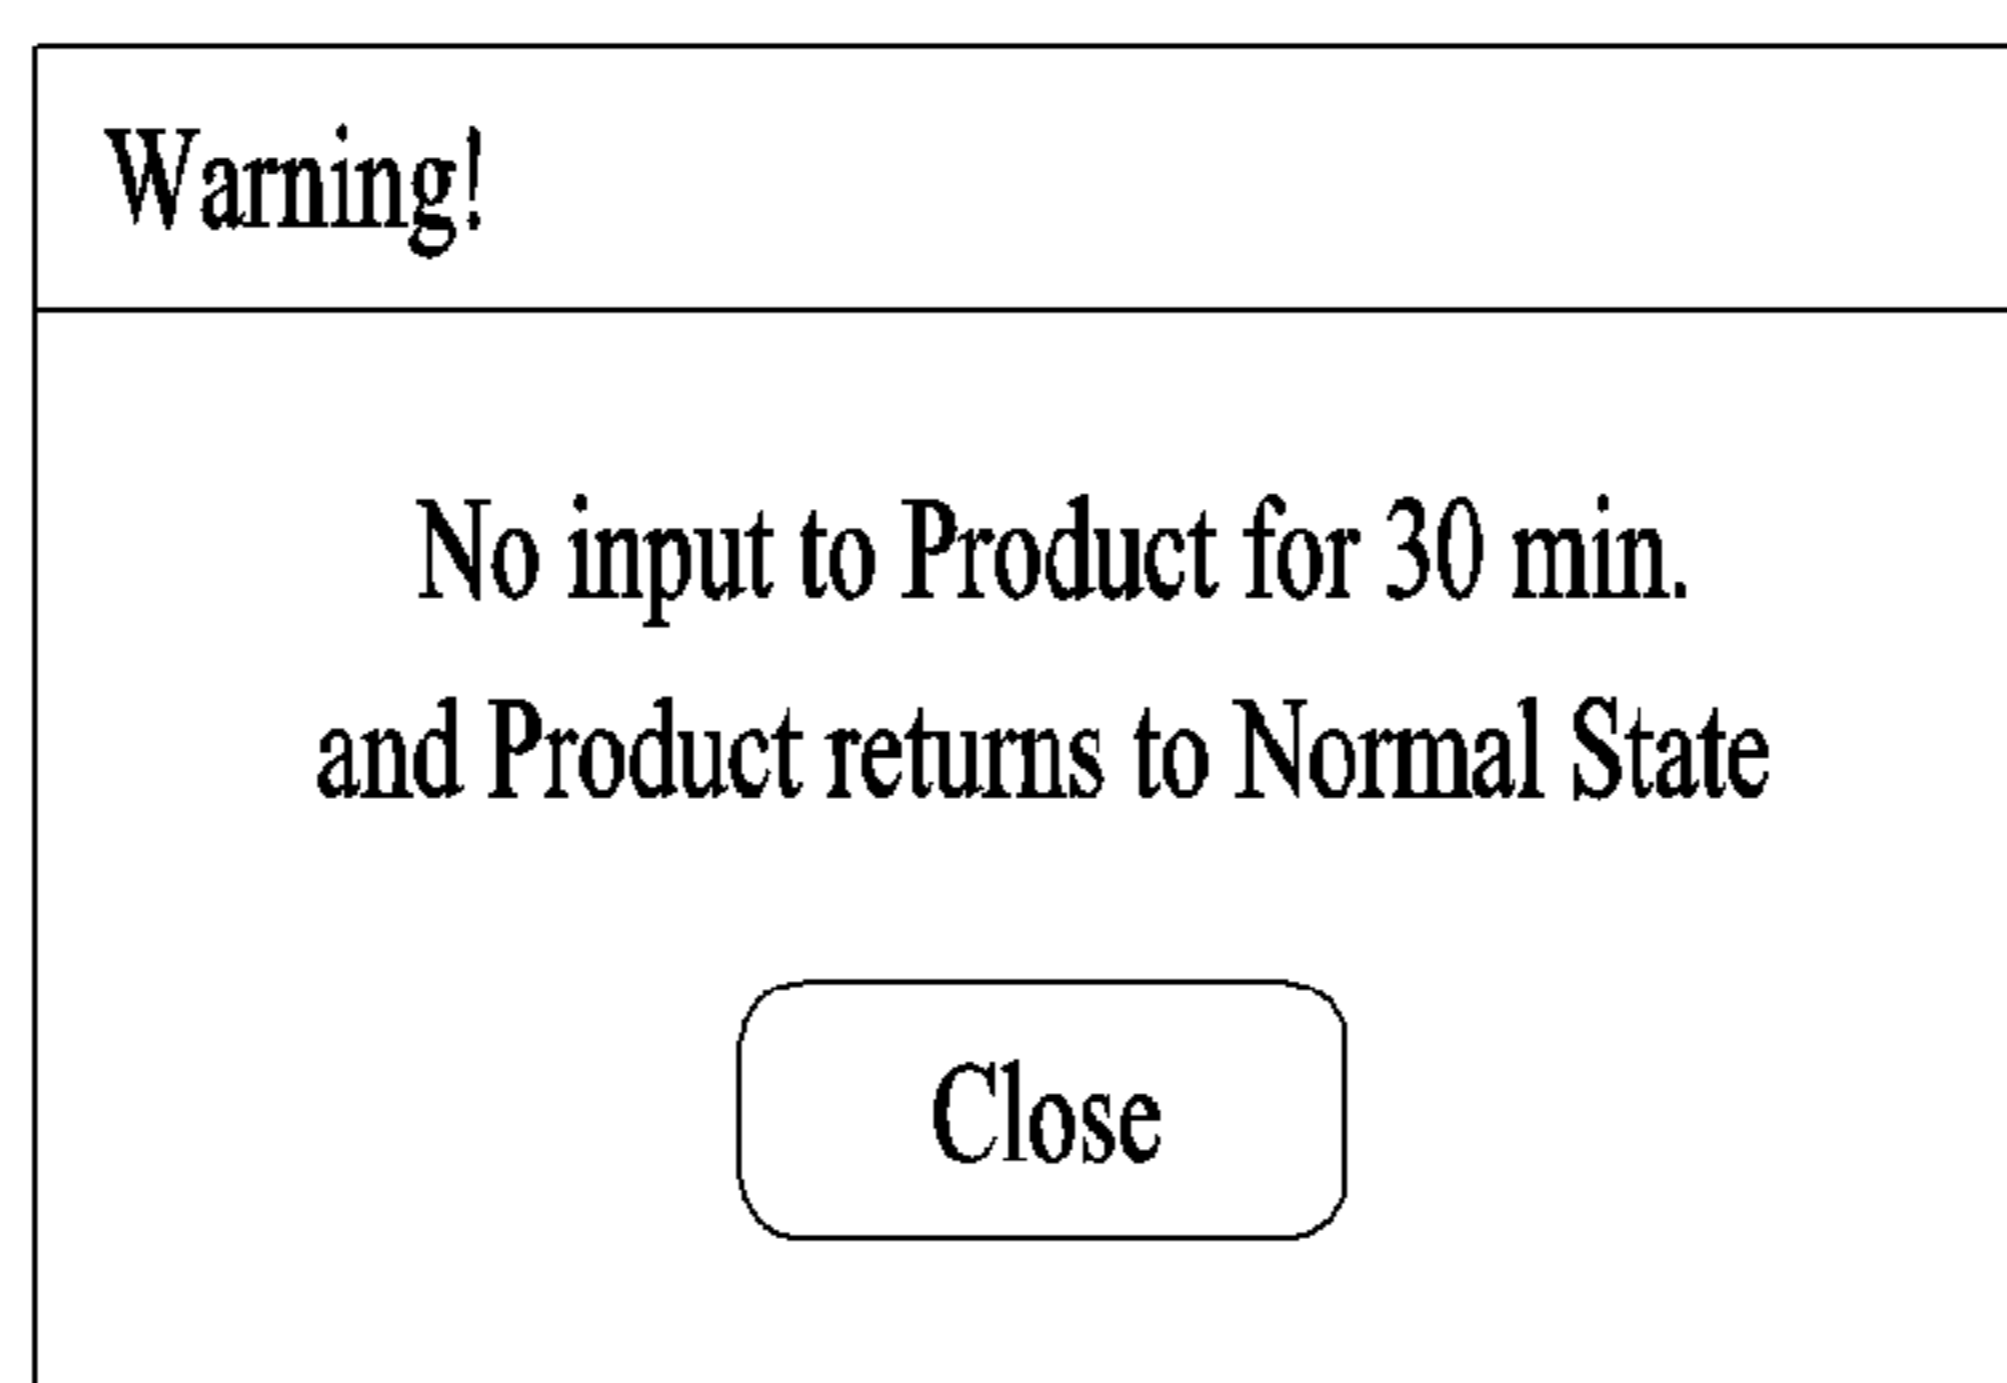 Warning!
No input to Product for 30 min.
and Product returns to Normal State
Close